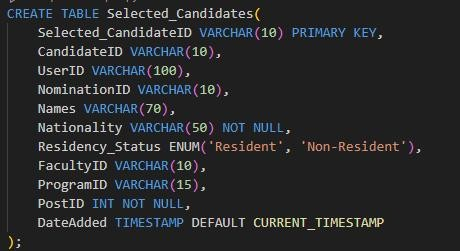 CREATE TABLE Selected_Candidates(
    Selected_CandidateID VARCHAR(10) PRIMARY KEY,
    CandidateID VARCHAR(10),
    UserID VARCHAR(100),
    NominationID VARCHAR(10),
    Names VARCHAR(70),
    Nationality VARCHAR(50) NOT NULL,
    Residency_Status ENUM('Resident', 'Non-Resident'),
    FacultyID VARCHAR(10),
    ProgramID VARCHAR(15),
    PostID INT NOT NULL,
    DateAdded TIMESTAMP DEFAULT CURRENT_TIMESTAMP
);